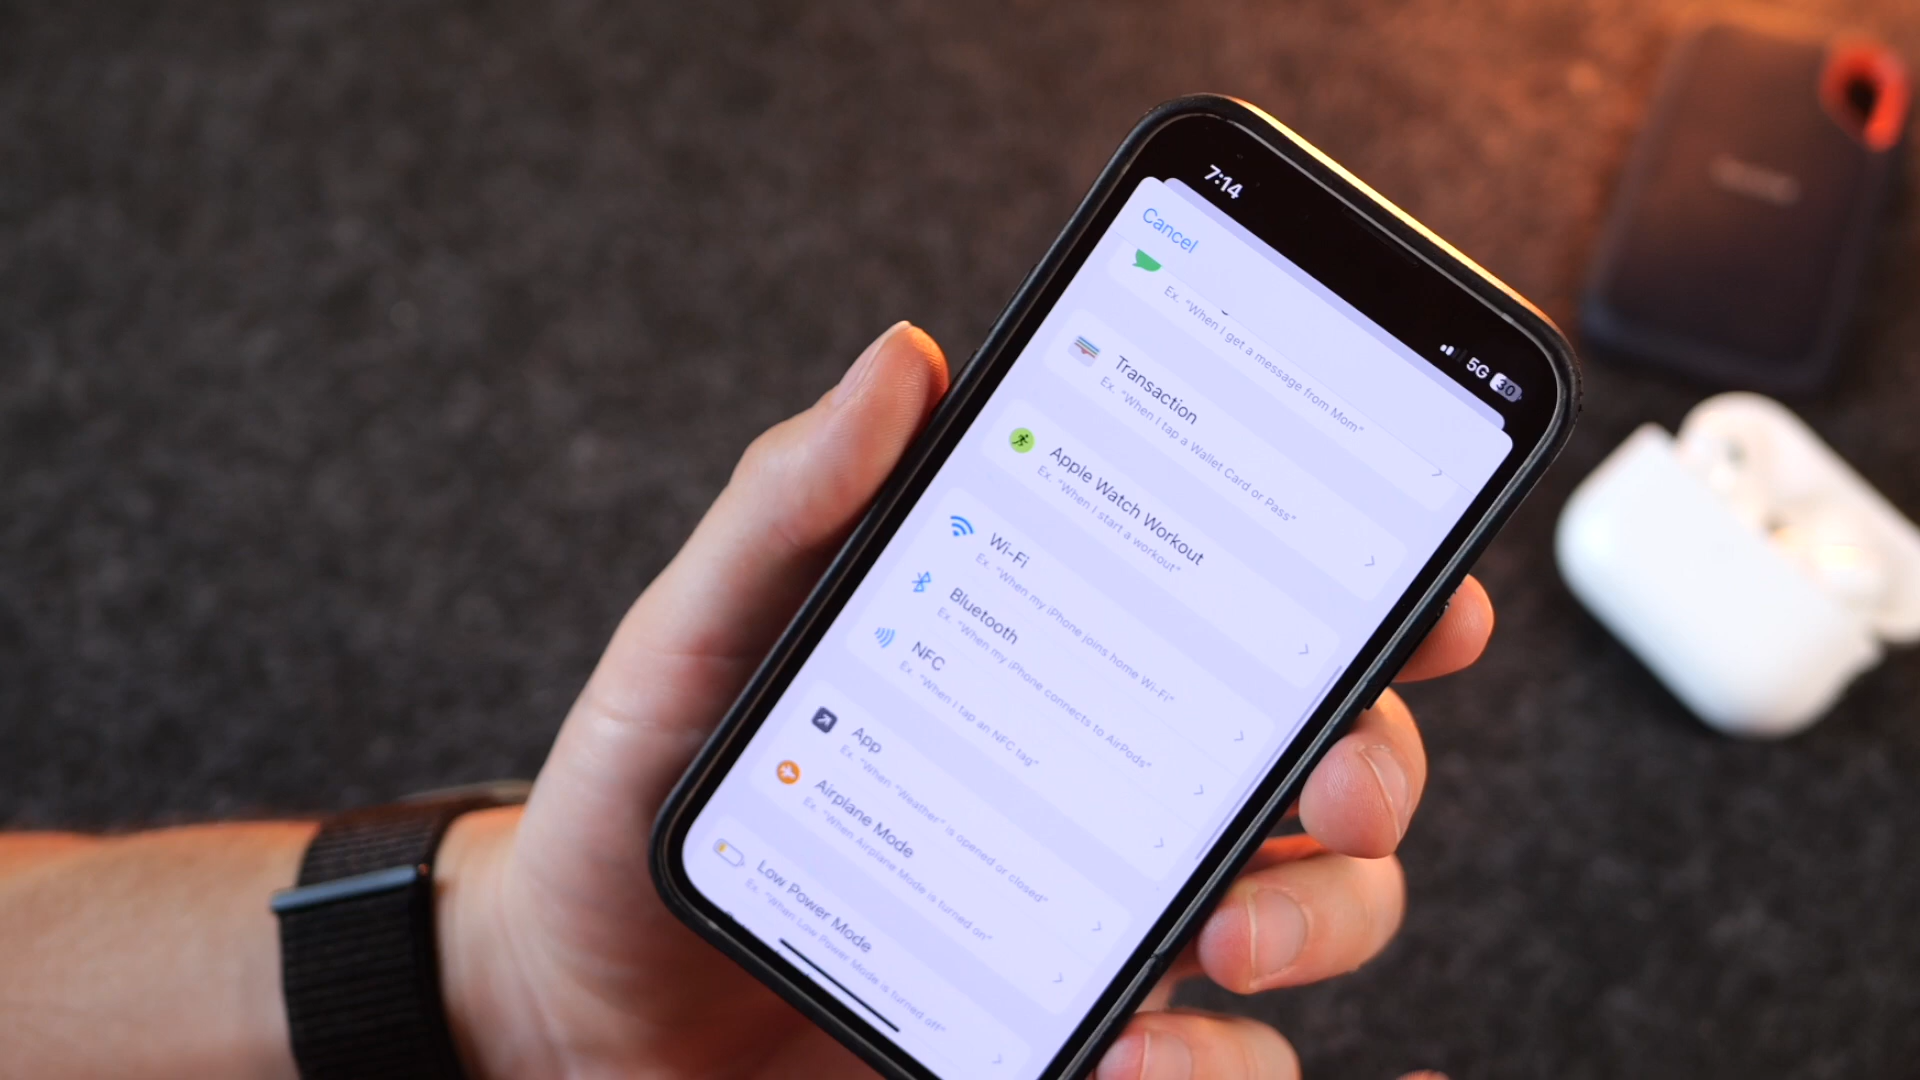 7:14
5G 30
Cancel
Ex. "When I get a message from Mom"
Transaction
Ex. "When I tap a Wallet Card or Pass"
Apple Watch Workout
Ex. "When I start a workout"
Wi-Fi
Ex. "When my iPhone joins home Wi-Fi"
Bluetooth
Ex. "When my iPhone connects to AirPods"
NFC
Ex. "When I tap an NFC tag"
App
Ex. "When "Weather" is opened or closed"
Airplane Mode
Ex. "When Airplane Mode is turned on"
Low Power Mode
Ex. "When Low Power Mode is turned off"